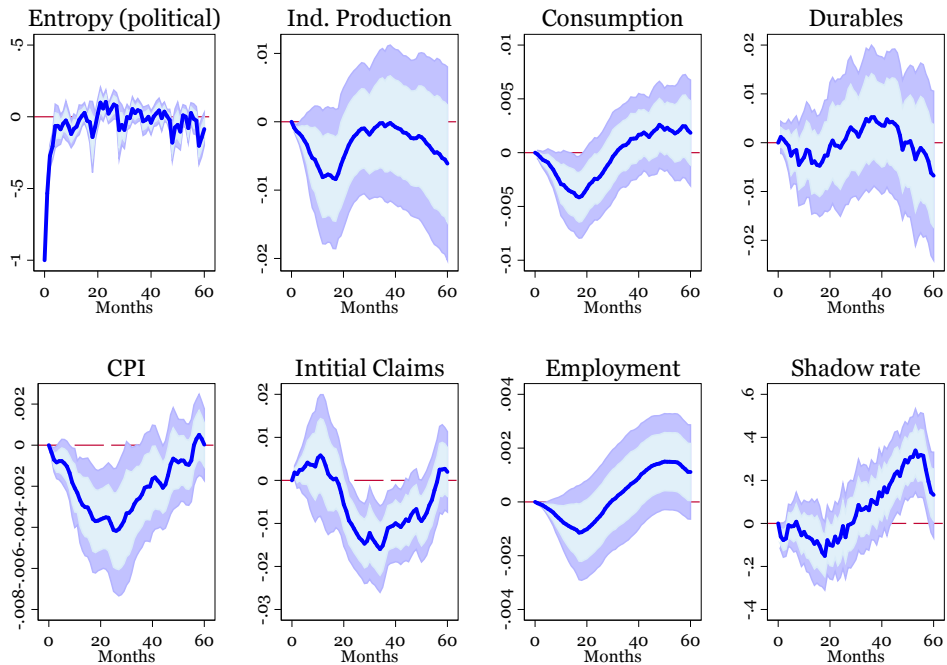 Entropy (political)
.5
0
-.5
-1
0 20 40 60
Months
Ind. Production
.01
0
-.01
-.02
0 20 40 60
Months
Consumption
.01
.005
0
-.005
-.01
0 20 40 60
Months
Durables
.02
.01
0
-.01
-.02
0 20 40 60
Months
CPI
.002
0
-.002
-.004
-.006
-.008
0 20 40 60
Months
Intitial Claims
.02
.01
0
-.01
-.02
-.03
0 20 40 60
Months
Employment
.004
.002
0
-.002
-.004
0 20 40 60
Months
Shadow rate
.6
.4
.2
0
-.2
-.4
0 20 40 60
Months